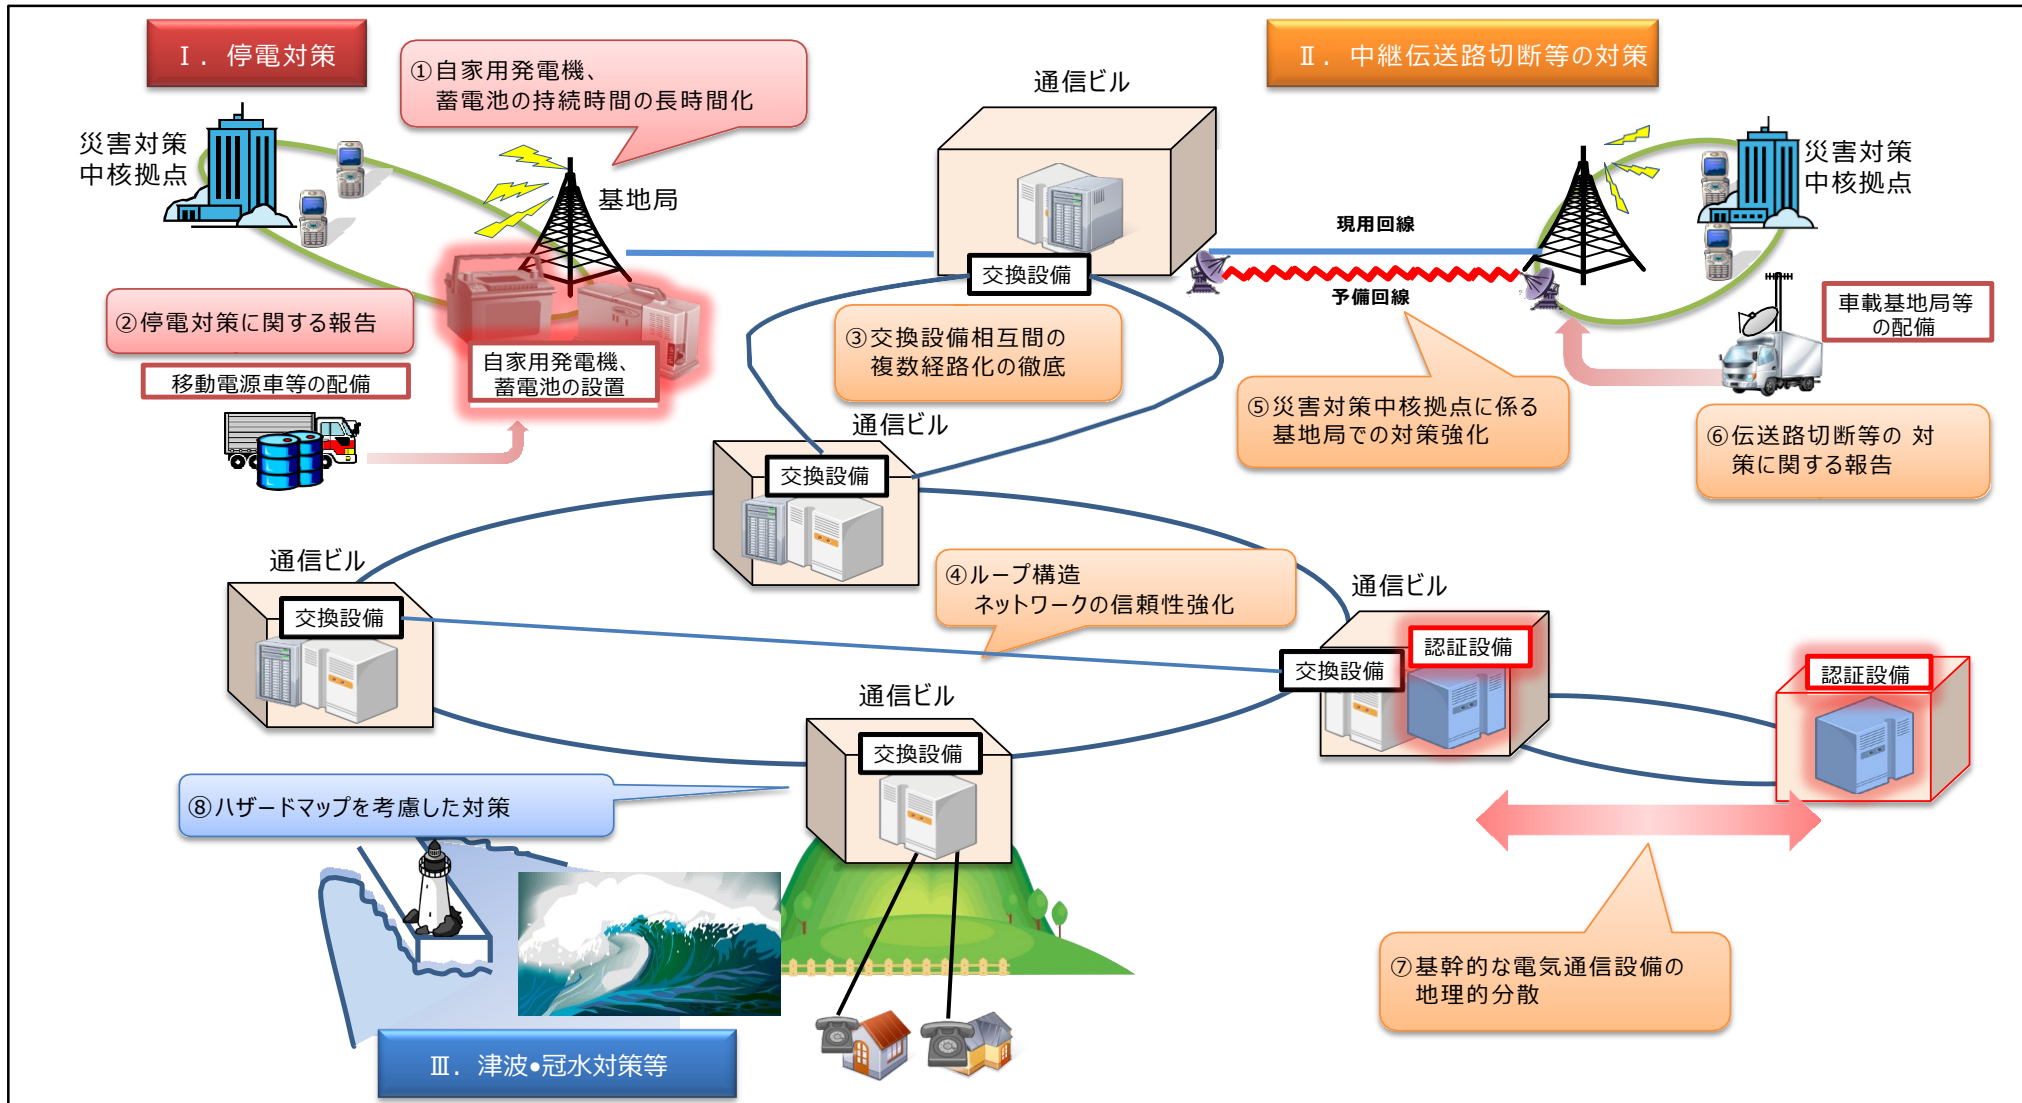 Ⅰ．停電対策
①自家用発電機、
蓄電池の持続時間の長時間化
災害対策
中核拠点
基地局
②停電対策に関する報告
移動電源車等の配備
自家用発電機、
蓄電池の設置
通信ビル
交換設備
Ⅱ．中継伝送路切断等の対策
現用回線
予備回線
災害対策
中核拠点
車載基地局等
の配備
③交換設備相互間の
複数経路化の徹底
⑤災害対策中核拠点に係る
基地局での対策強化
⑥伝送路切断等の 対
策に関する報告
通信ビル
交換設備
通信ビル
交換設備
④ループ構造
ネットワークの信頼性強化
通信ビル
認証設備
交換設備
認証設備
通信ビル
交換設備
⑧ハザードマップを考慮した対策
⑦基幹的な電気通信設備の
地理的分散
Ⅲ．津波●冠水対策等